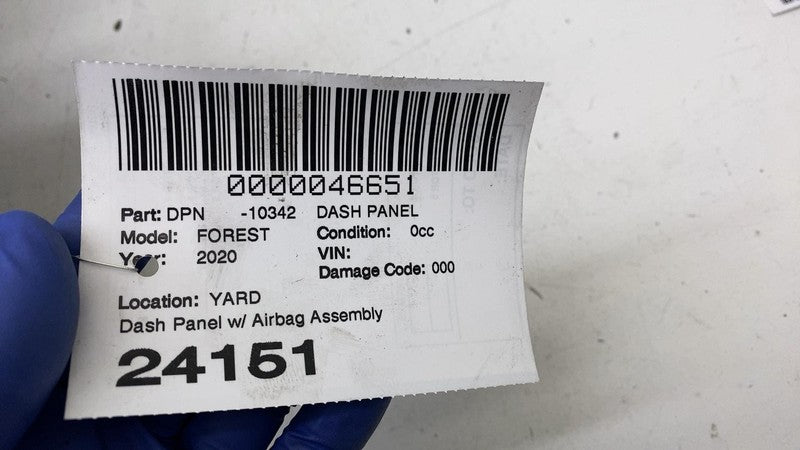 0000046651
Part: DPN -10342 DASH PANEL
Model: FOREST Condition: 0cc
Year: 2020 VIN:
Damage Code: 000
Location: YARD
Dash Panel w/ Airbag Assembly
24151